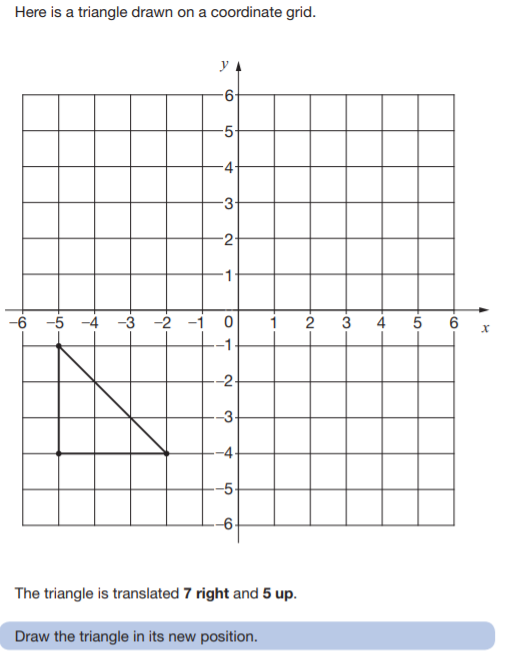 Here is a triangle drawn on a coordinate grid.
y
6
5
4
3
2
1
–6 –5 –4 –3 –2 –1 0 1 2 3 4 5 6 x
–1
–2
–3
–4
–5
–6
The triangle is translated 7 right and 5 up.
Draw the triangle in its new position.